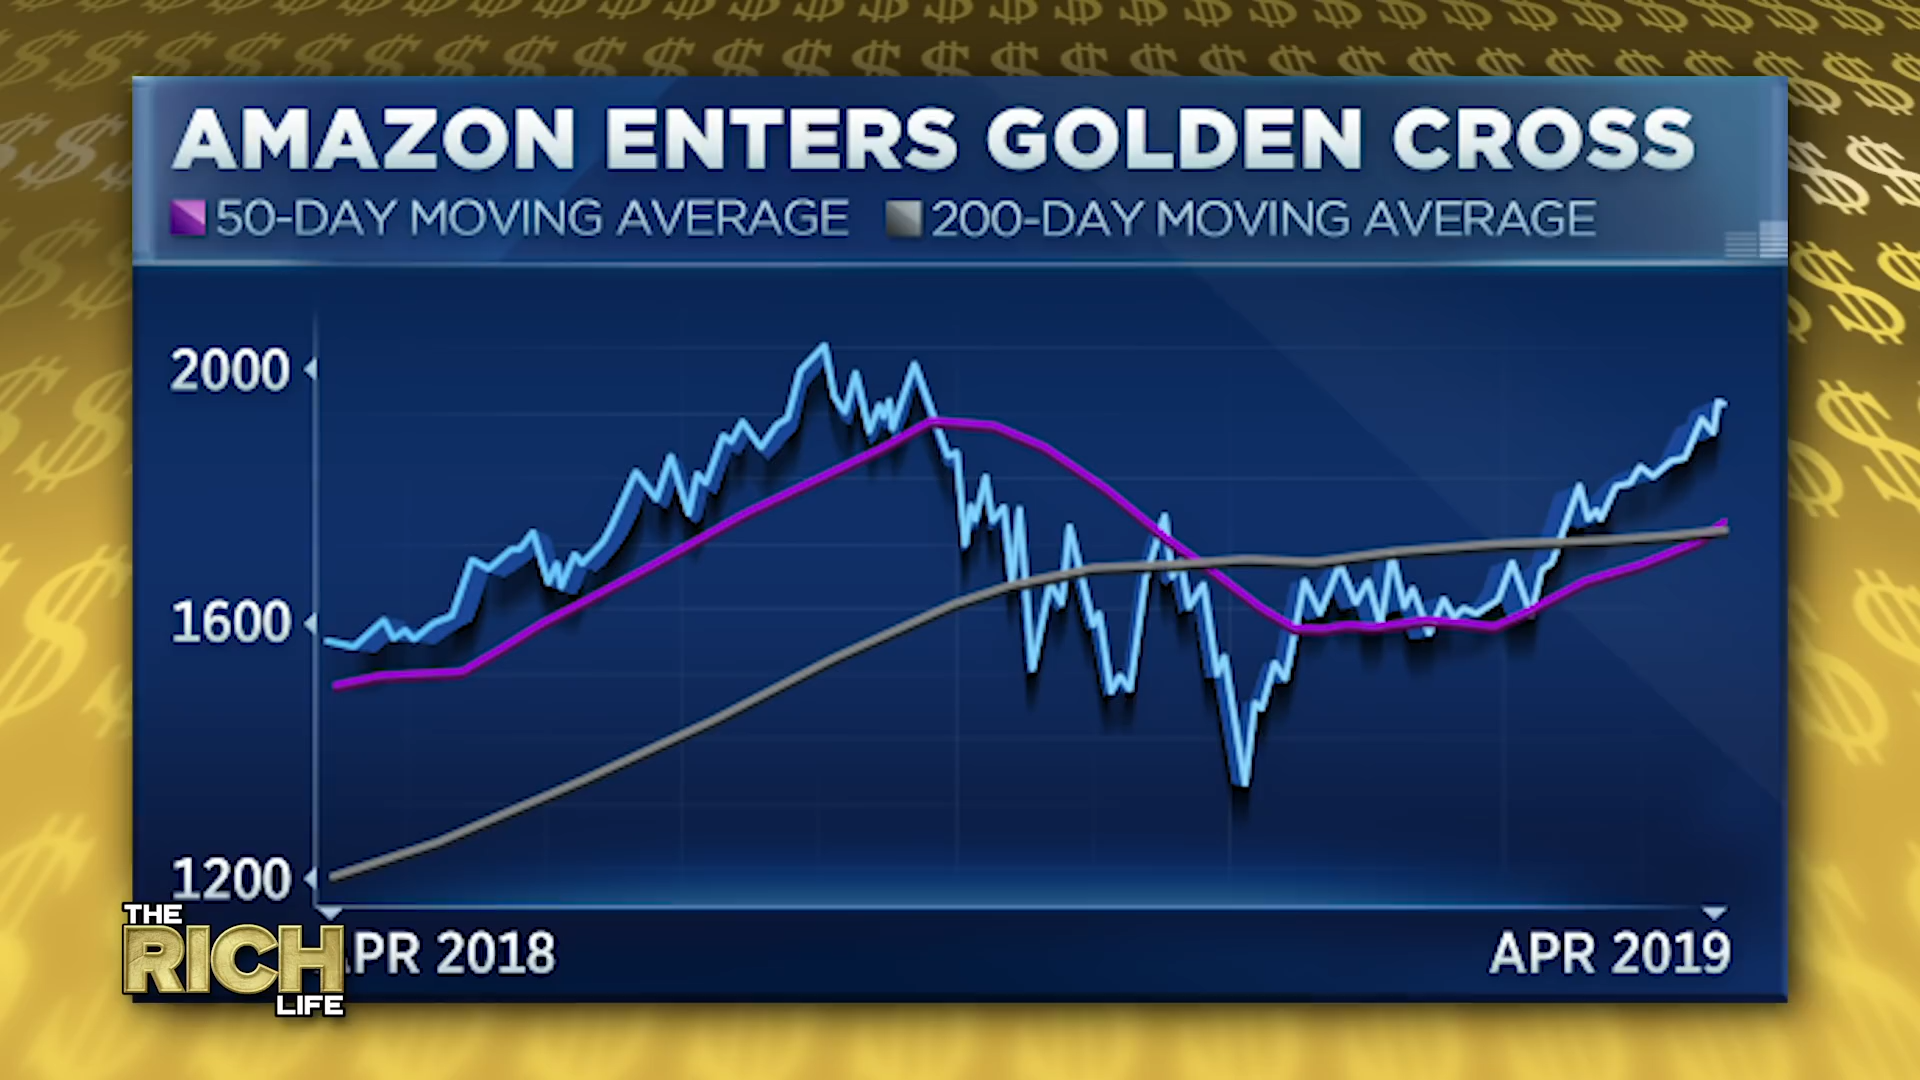 AMAZON ENTERS GOLDEN CROSS
50-DAY MOVING AVERAGE 200-DAY MOVING AVERAGE
2000
1600
1200
PR 2018 APR 2019
THE
RICH
LIFE